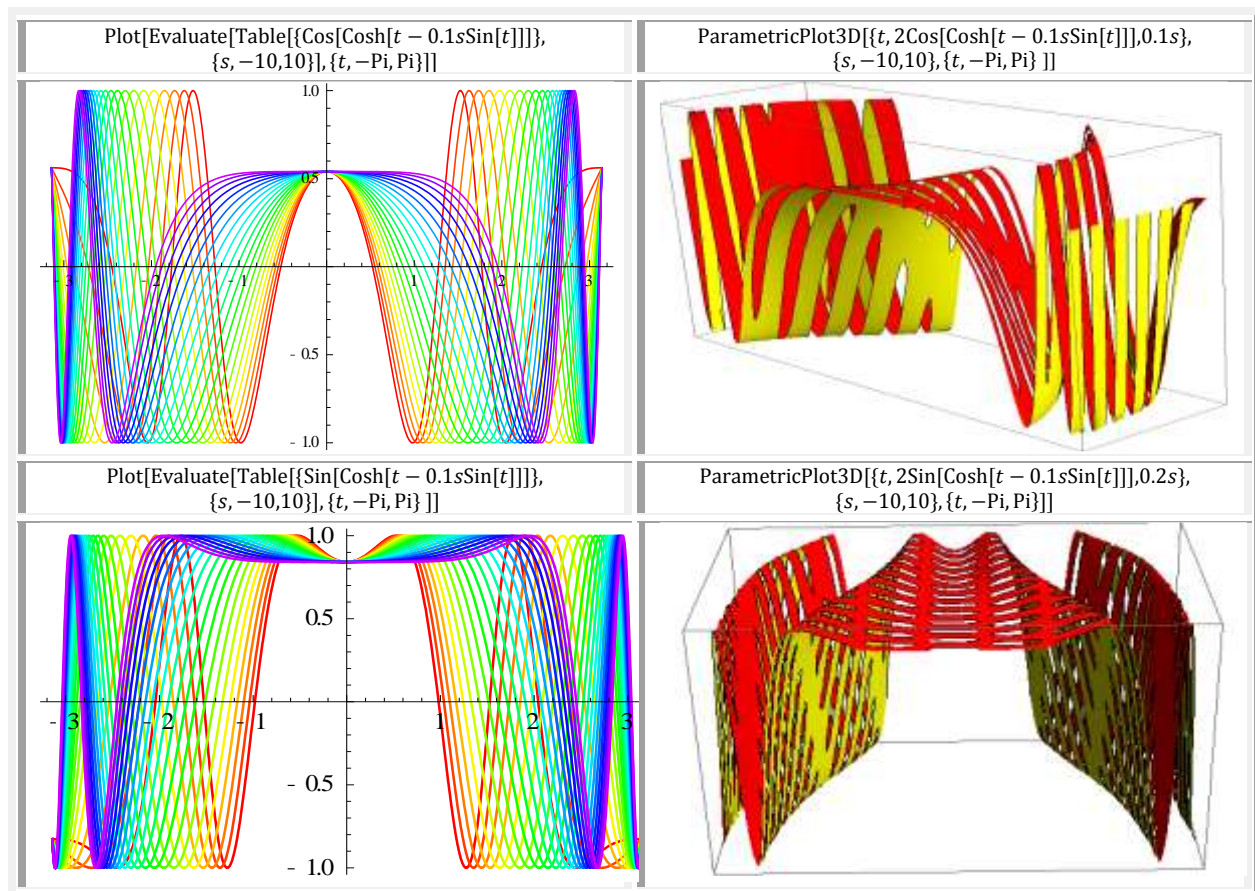 Plot[Evaluate[Table[{Cos[Cosh[t − 0.1sSin[t]]]},
{s, −10,10}], {t, −Pi, Pi}]]
ParametricPlot3D[{t, 2Cos[Cosh[t − 0.1sSin[t]]],0.1s},
{s, −10,10}, {t, −Pi, Pi} ]]
1.0
0.5
- 3
- 2
- 1
1
2
3
- 0.5
- 1.0
Plot[Evaluate[Table[{Sin[Cosh[t − 0.1sSin[t]]]},
{s, −10,10}], {t, −Pi, Pi} ]]
ParametricPlot3D[{t, 2Sin[Cosh[t − 0.1sSin[t]]],0.2s},
{s, −10,10}, {t, −Pi, Pi}]]
1.0
0.5
- 3
- 2
- 1
1
2
3
- 0.5
- 1.0